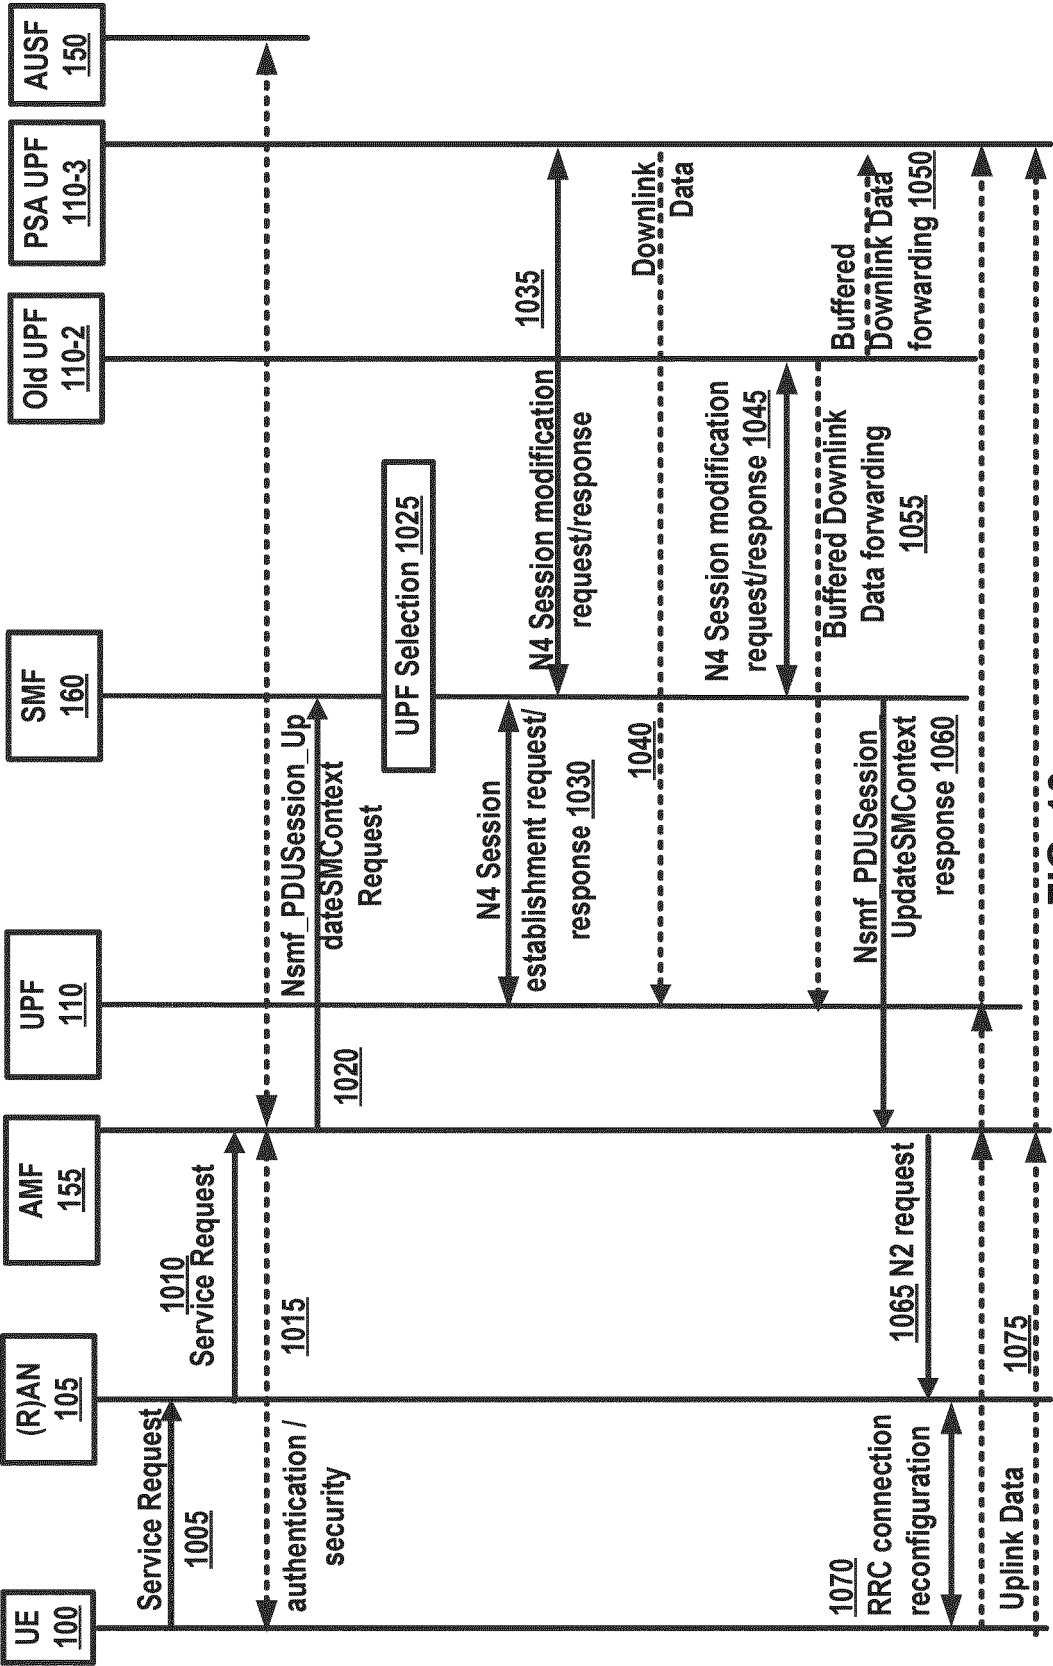 UE
100
(R)AN
105
AMF
155
UPF
110
SMF
160
Old UPF
110-2
PSA UPF
110-3
AUSF
150
Service Request
1005
1010
Service Request
authentication /
security
1015
Nsmf_PDUSession_Up
dateSMContext
Request
1020
UPF Selection 1025
N4 Session
establishment request/
response 1030
N4 Session modification
request/response
1035
Downlink
Data
1040
N4 Session modification
request/response 1045
Buffered
Downlink Data
forwarding 1050
Buffered Downlink
Data forwarding
1055
Nsmf_PDUSession_
UpdateSMContext
response 1060
1065 N2 request
1070
RRC connection
reconfiguration
Uplink Data
1075